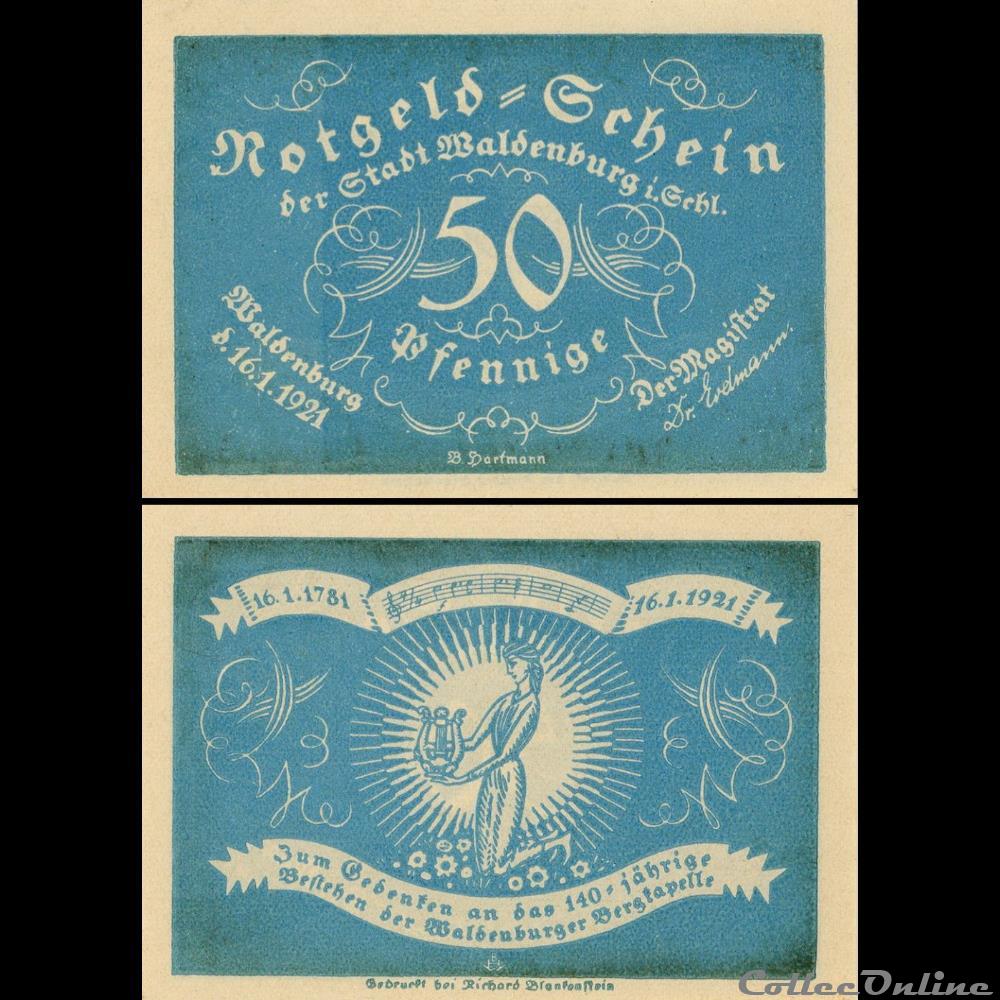 Notgeld=Schein
der Stadt Waldenburg i. Schl.
50
Pfennige
Waldenburg
d. 16.1.1921
Der Magistrat
Dr. Erdmann.
B. Hartmann
16.1.1781
16.1.1921
Zum Gedenken an das 140=jährige
Bestehen der Waldenburger Bergkapelle
Gedruckt bei Richard Blankenstein
CollecOnline